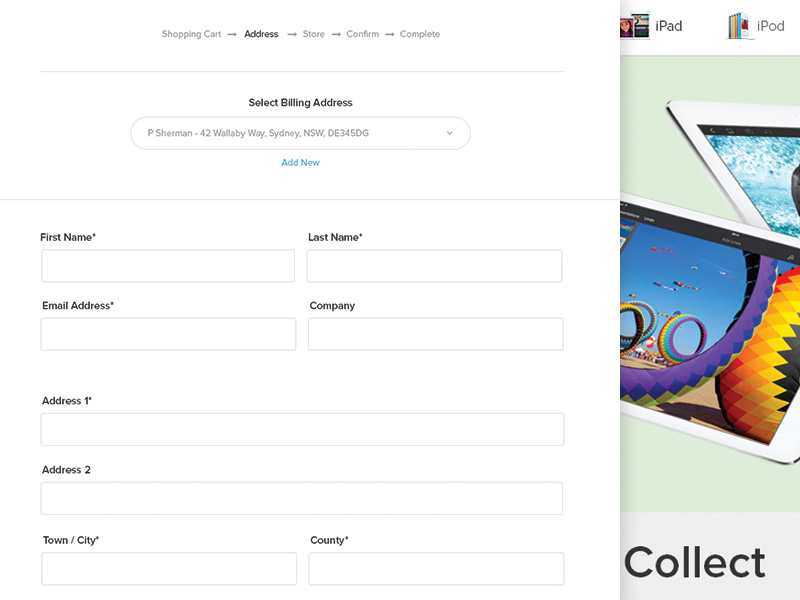 Shopping Cart → Address → Store → Confirm → Complete
Select Billing Address
P Sherman - 42 Wallaby Way, Sydney, NSW, DE345DG
Add New
First Name*
Last Name*
Email Address*
Company
Address 1*
Address 2
Town / City*
County*
iPad
iPod
Undo
Collect